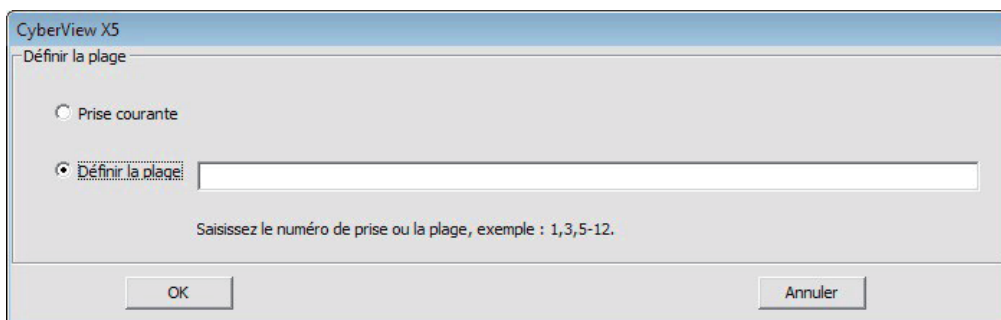 CyberView X5
Définir la plage
Prise courante
Définir la plage
Saisissez le numéro de prise ou la plage, exemple : 1,3,5-12.
OK Annuler